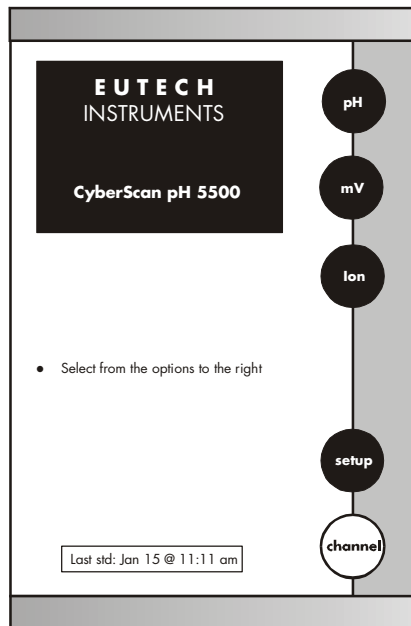 EUTECH
INSTRUMENTS
CyberScan pH 5500
pH
mV
Ion
• Select from the options to the right
setup
channel
Last std: Jan 15 @ 11:11 am